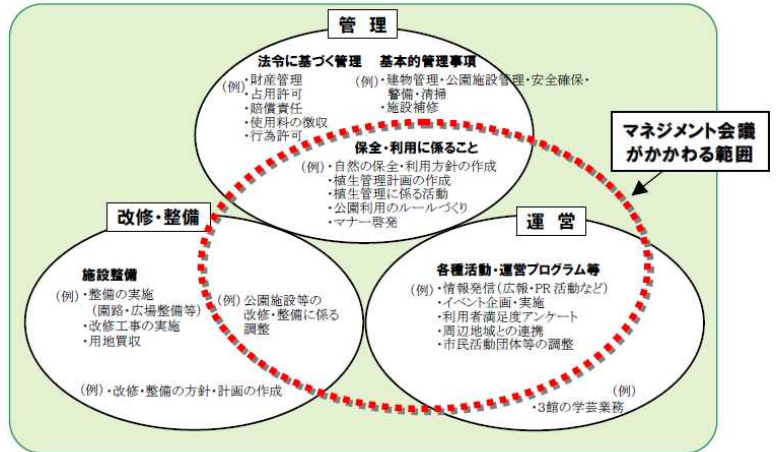 管 理
法令に基づく管理
(例)・財産管理
・占用許可
・賠償責任
・使用料の徴収
・行為許可
基本的管理事項
(例)・建物管理・公園施設管理・安全確保・
警備・清掃
・施設補修
保全・利用に係ること
(例)・自然の保全・利用方針の作成
・植生管理計画の作成
・植生管理に係る活動
・公園利用のルールづくり
・マナー啓発
マネジメント会議
がかかわる範囲
改修・整備
施設整備
(例)・整備の実施
(園路・広場整備等)
・改修工事の実施
・用地買収
(例)公園施設等の
改修・整備に係る
調整
(例)・改修・整備の方針・計画の作成
運 営
各種活動・運営プログラム等
(例)・情報発信(広報・PR活動など)
・イベント企画・実施
・利用者満足度アンケート
・周辺地域との連携
・市民活動団体等の調整
(例)
・3館の学芸業務